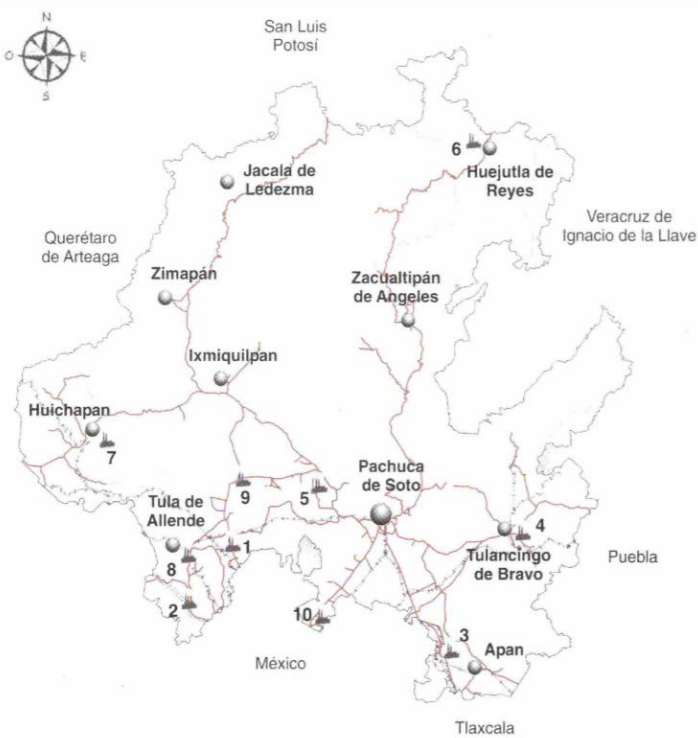 San Luis
Potosí
N
O
E
S
6
Huejutla de
Reyes
Jacala de
Ledezma
Veracruz de
Ignacio de la Llave
Querétaro
de Arteaga
Zimapán
Zacualtipán
de Angeles
Ixmiquilpan
Huichapan
7
Pachuca
de Soto
9
5
Tula de
Allende
4
1
8
Tulancingo
de Bravo
Puebla
2
10
3
Apan
México
Tlaxcala